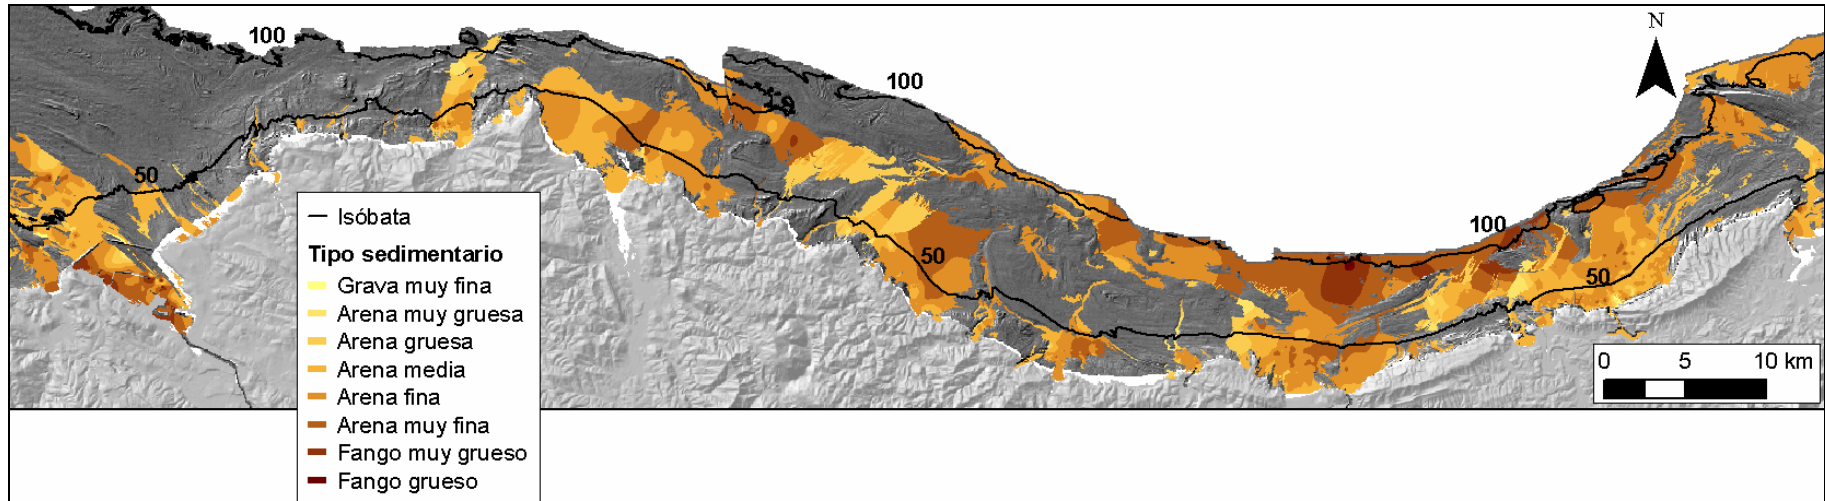 100
N
100
50
Isóbata
Tipo sedimentario
Grava muy fina
Arena muy gruesa
Arena gruesa
Arena media
Arena fina
Arena muy fina
Fango muy grueso
Fango grueso
50
100
50
0 5 10 km